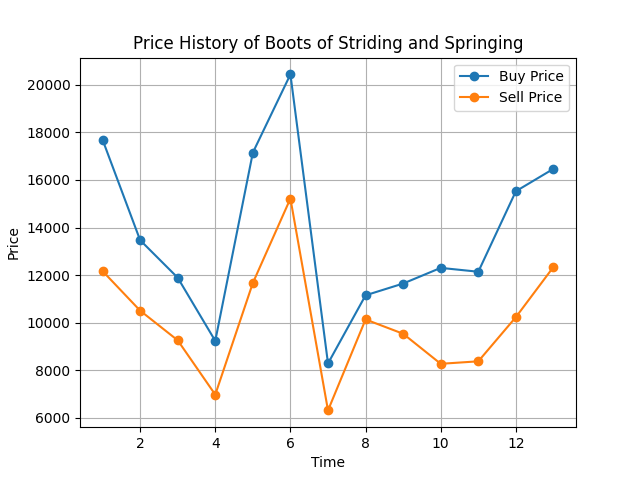 Price History of Boots of Striding and Springing
Buy Price
Sell Price
20000
18000
16000
14000
12000
10000
8000
6000
Price
2
4
6
8
10
12
Time